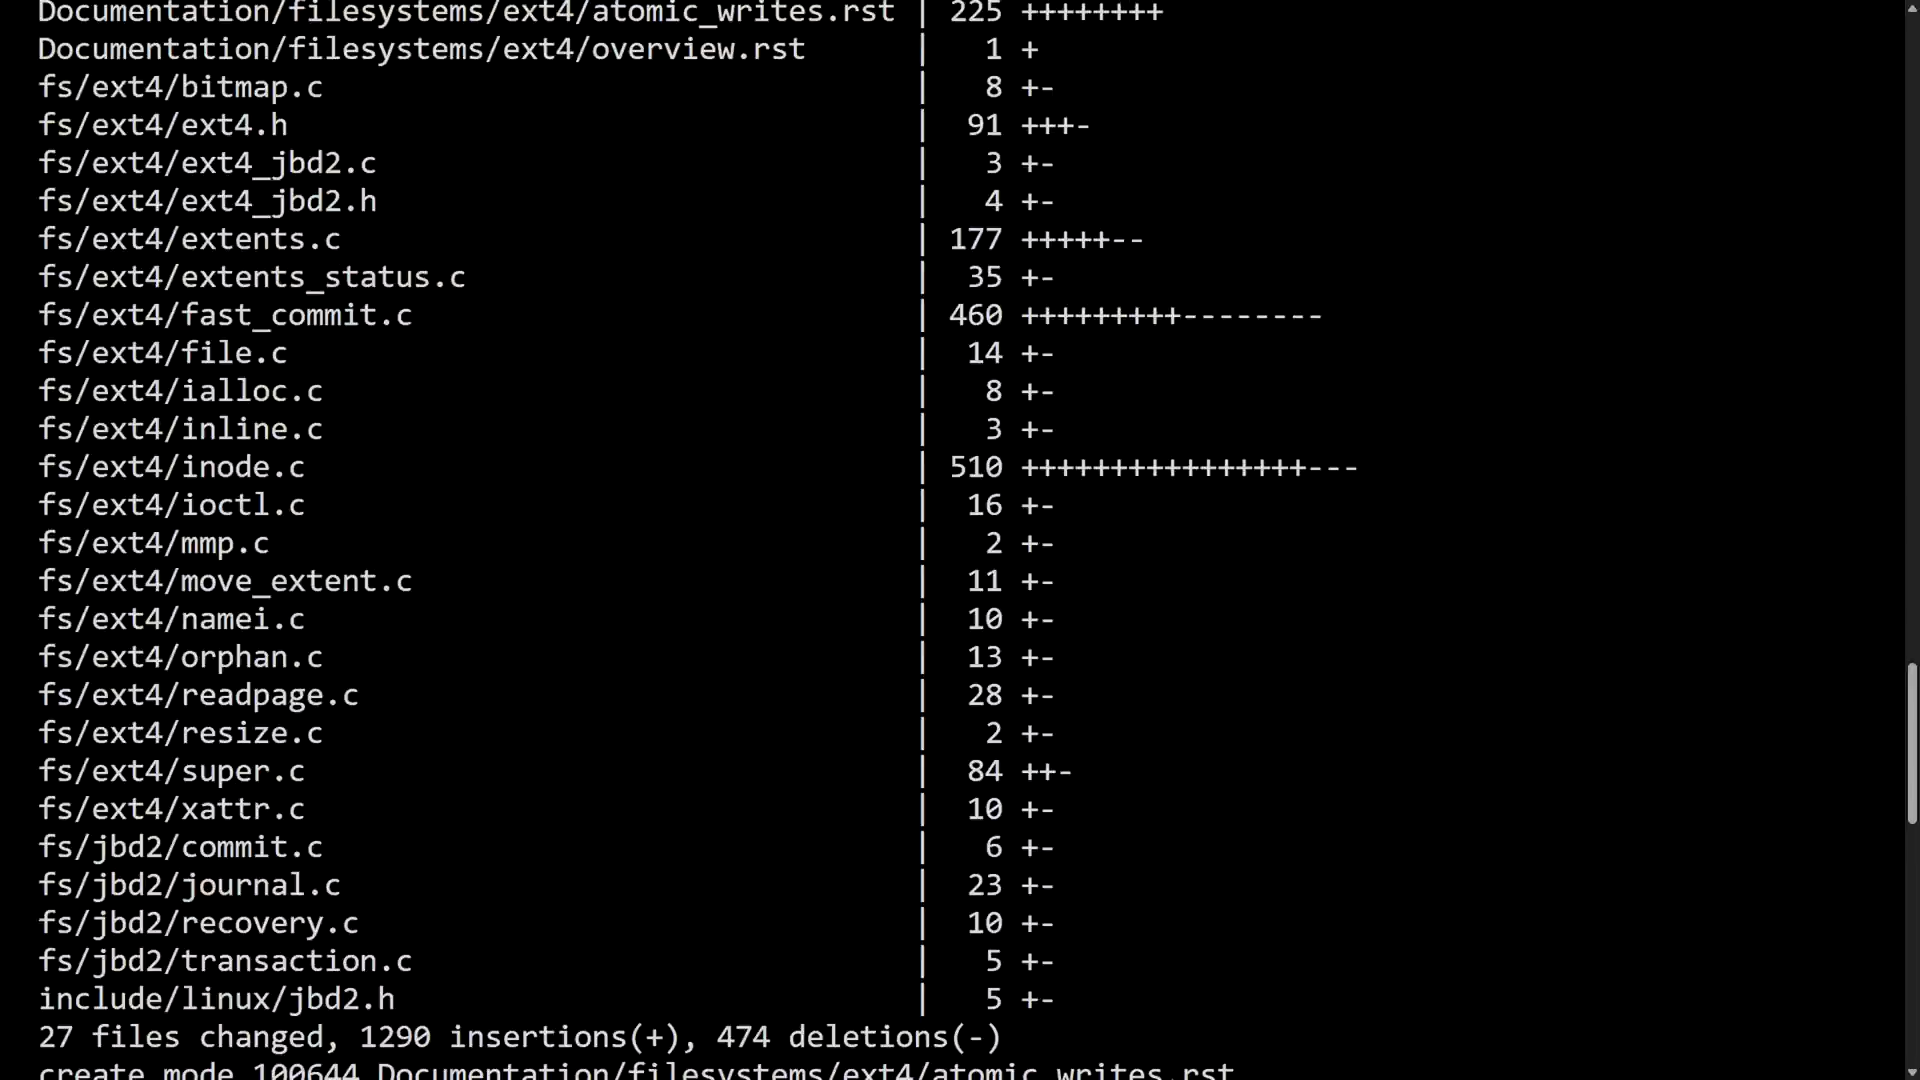 Documentation/filesystems/ext4/atomic_writes.rst | 225 ++++++++
Documentation/filesystems/ext4/overview.rst | 1 +
fs/ext4/bitmap.c | 8 +-
fs/ext4/ext4.h | 91 +++-
fs/ext4/ext4_jbd2.c | 3 +-
fs/ext4/ext4_jbd2.h | 4 +-
fs/ext4/extents.c | 177 +++++--
fs/ext4/extents_status.c | 35 +-
fs/ext4/fast_commit.c | 460 +++++++++--------
fs/ext4/file.c | 14 +-
fs/ext4/ialloc.c | 8 +-
fs/ext4/inline.c | 3 +-
fs/ext4/inode.c | 510 ++++++++++++++++---
fs/ext4/ioctl.c | 16 +-
fs/ext4/mmp.c | 2 +-
fs/ext4/move_extent.c | 11 +-
fs/ext4/namei.c | 10 +-
fs/ext4/orphan.c | 13 +-
fs/ext4/readpage.c | 28 +-
fs/ext4/resize.c | 2 +-
fs/ext4/super.c | 84 ++-
fs/ext4/xattr.c | 10 +-
fs/jbd2/commit.c | 6 +-
fs/jbd2/journal.c | 23 +-
fs/jbd2/recovery.c | 10 +-
fs/jbd2/transaction.c | 5 +-
include/linux/jbd2.h | 5 +-
27 files changed, 1290 insertions(+), 474 deletions(-)
create mode 100644 Documentation/filesystems/ext4/atomic_writes.rst